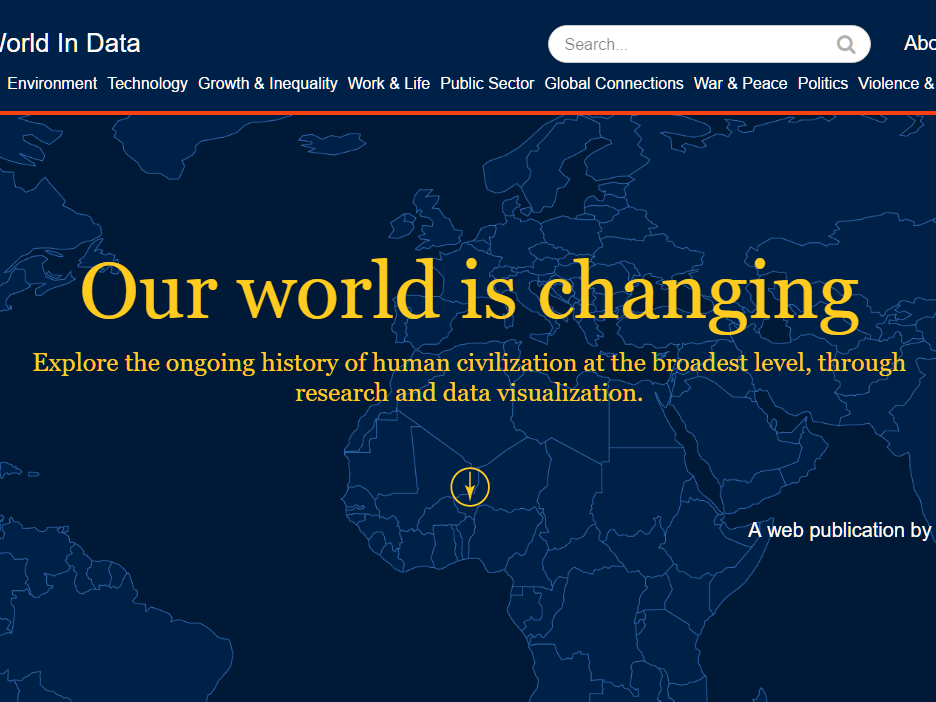 World In Data
Search...
Environment Technology Growth & Inequality Work & Life Public Sector Global Connections War & Peace Politics Violence &
Our world is changing
Explore the ongoing history of human civilization at the broadest level, through
research and data visualization.
A web publication by